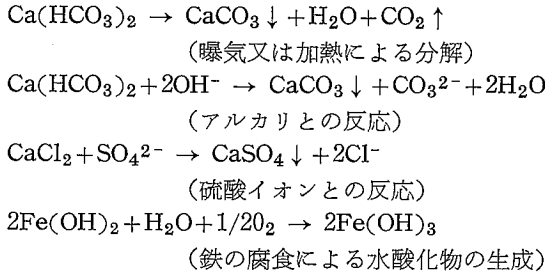 Ca(HCO₃)₂ → CaCO₃↓+H₂O+CO₂↑
(曝気又は加熱による分解)
Ca(HCO₃)₂+2OH⁻ → CaCO₃↓+CO₃²⁻+2H₂O
(アルカリとの反応)
CaCl₂+SO₄²⁻ → CaSO₄↓+2Cl⁻
(硫酸イオンとの反応)
2Fe(OH)₂+H₂O+1/2O₂ → 2Fe(OH)₃
(鉄の腐食による水酸化物の生成)